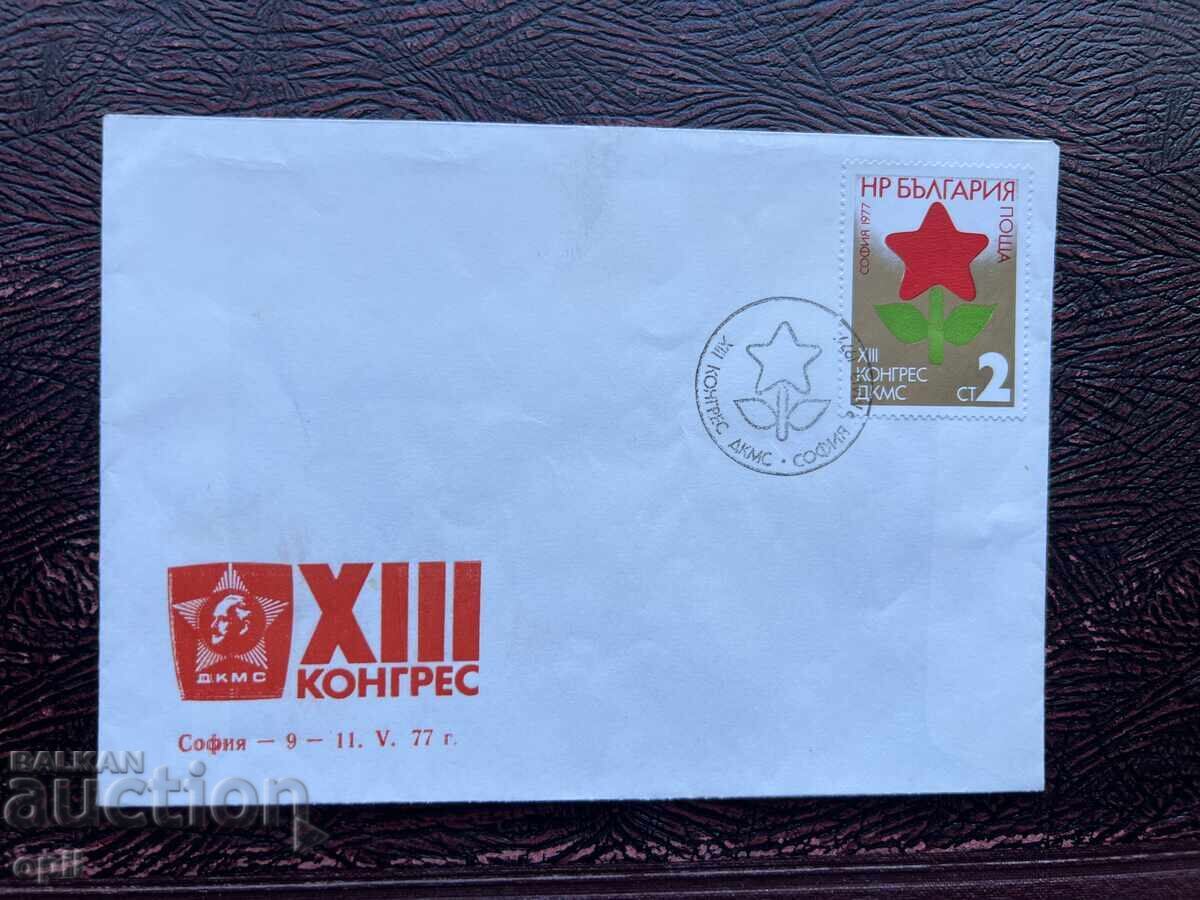 НР БЪЛГАРИЯ
ПОЩА
СОФИЯ 1977
XIII
КОНГРЕС
ДКМС
СТ 2
XIII КОНГРЕС ДКМС · СОФИЯ
ДКМС
XIII
КОНГРЕС
София — 9 — 11. V. 77 г.
BALKAN
auction
opii